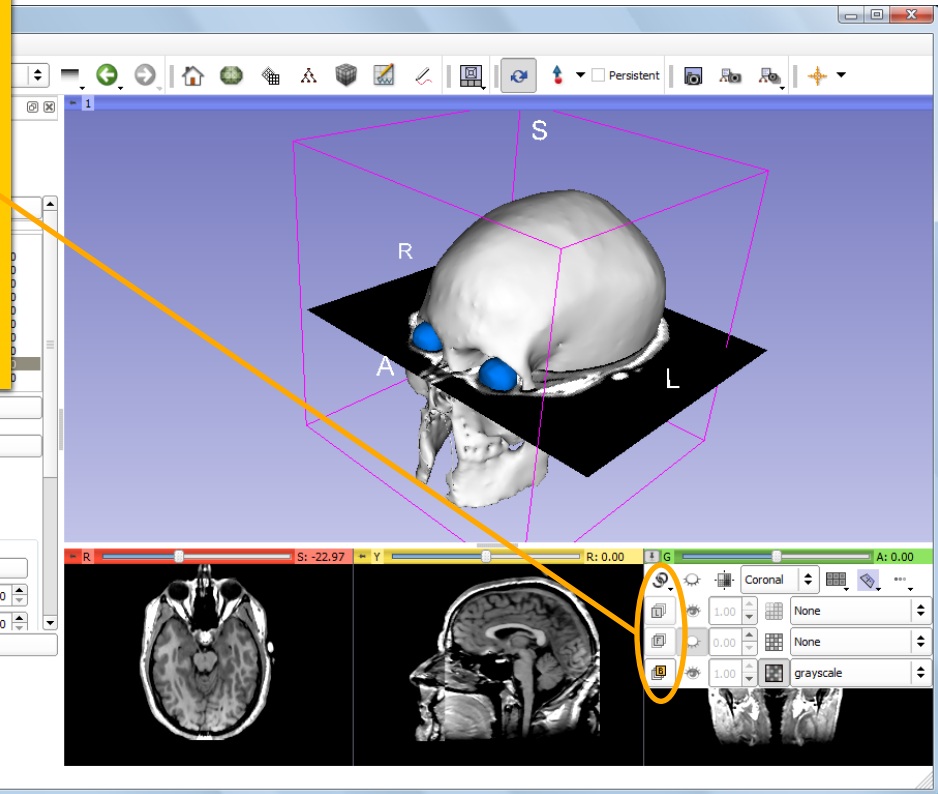 Persistent
1
S
R
A
L
R S: -22.97 Y R: 0.00 G A: 0.00
Coronal
L 1.00 None
F 0.00 None
B 1.00 grayscale